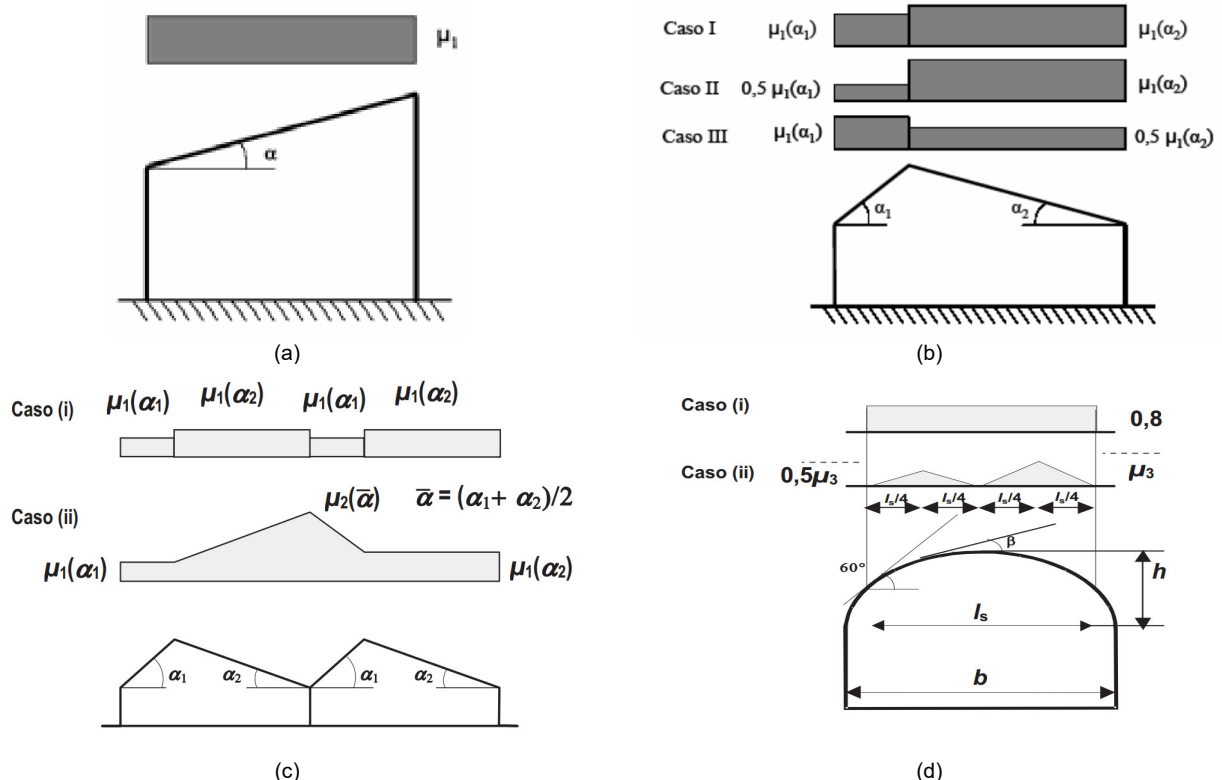 μ₁
α
(a)
Caso I μ₁(α₁) μ₁(α₂)
Caso II 0,5 μ₁(α₁) μ₁(α₂)
Caso III μ₁(α₁) 0,5 μ₁(α₂)
α₁ α₂
(b)
Caso (i) μ₁(α₁) μ₁(α₂) μ₁(α₁) μ₁(α₂)
μ₂(ᾱ) ᾱ = (α₁+ α₂)/2
Caso (ii)
μ₁(α₁) μ₁(α₂)
α₁ α₂ α₁ α₂
(c)
Caso (i)
0,8
Caso (ii) 0,5μ₃ μ₃
lₛ/4 lₛ/4 lₛ/4 lₛ/4
β
60°
h
lₛ
b
(d)